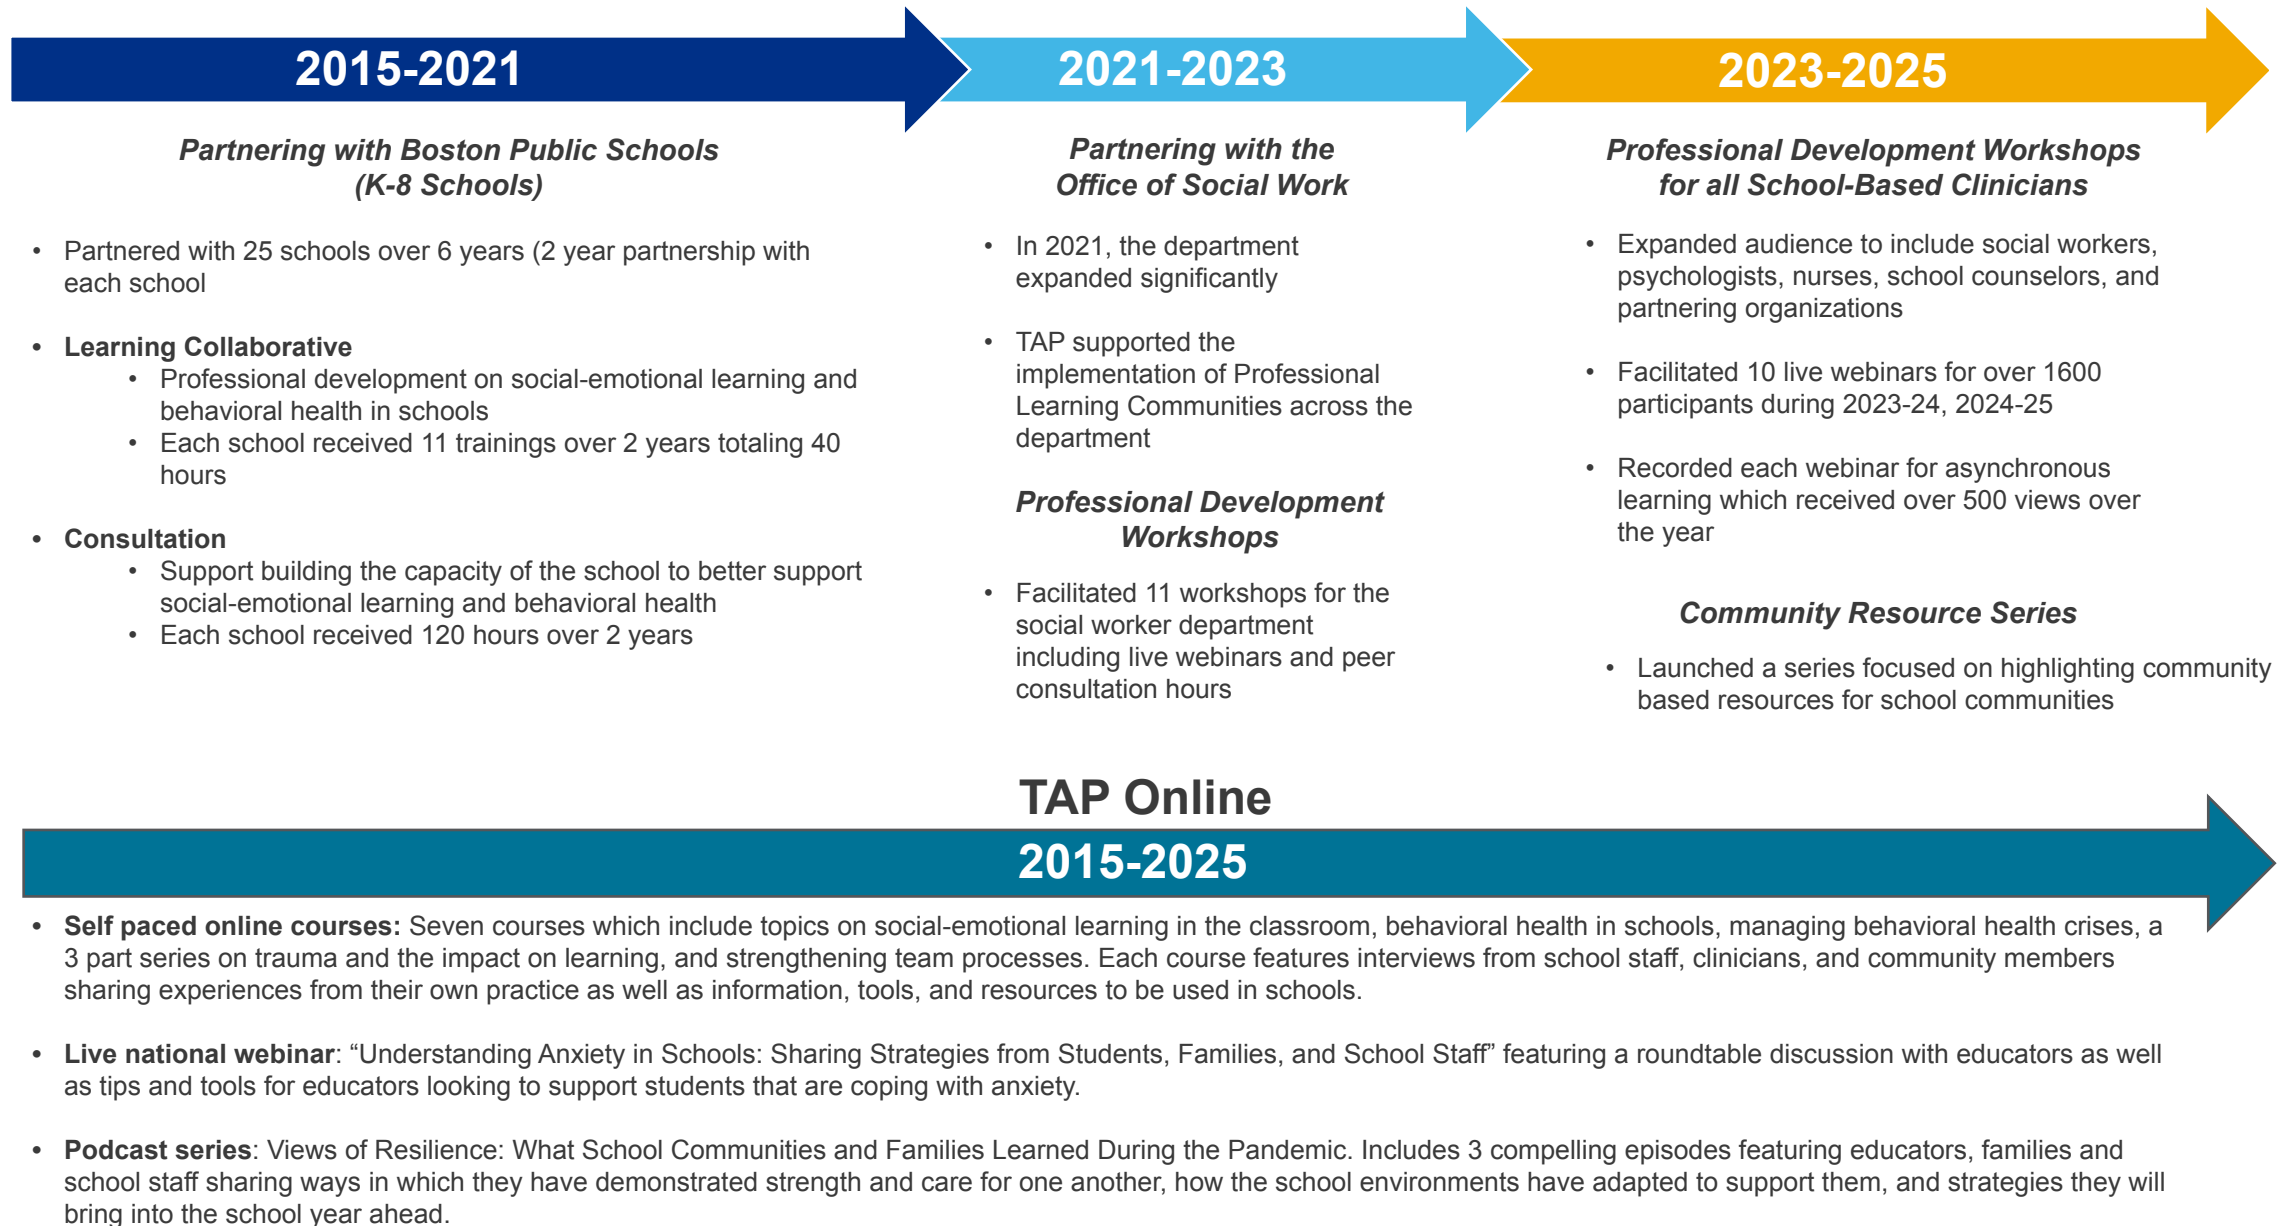 2015-2021
Partnering with Boston Public Schools
(K-8 Schools)
• Partnered with 25 schools over 6 years (2 year partnership with
each school
• Learning Collaborative
• Professional development on social-emotional learning and
behavioral health in schools
• Each school received 11 trainings over 2 years totaling 40
hours
• Consultation
• Support building the capacity of the school to better support
social-emotional learning and behavioral health
• Each school received 120 hours over 2 years
2021-2023
Partnering with the
Office of Social Work
• In 2021, the department
expanded significantly
• TAP supported the
implementation of Professional
Learning Communities across the
department
Professional Development
Workshops
• Facilitated 11 workshops for the
social worker department
including live webinars and peer
consultation hours
2023-2025
Professional Development Workshops
for all School-Based Clinicians
• Expanded audience to include social workers,
psychologists, nurses, school counselors, and
partnering organizations
• Facilitated 10 live webinars for over 1600
participants during 2023-24, 2024-25
• Recorded each webinar for asynchronous
learning which received over 500 views over
the year
Community Resource Series
• Launched a series focused on highlighting community
based resources for school communities
TAP Online
2015-2025
• Self paced online courses: Seven courses which include topics on social-emotional learning in the classroom, behavioral health in schools, managing behavioral health crises, a
3 part series on trauma and the impact on learning, and strengthening team processes. Each course features interviews from school staff, clinicians, and community members
sharing experiences from their own practice as well as information, tools, and resources to be used in schools.
• Live national webinar: “Understanding Anxiety in Schools: Sharing Strategies from Students, Families, and School Staff” featuring a roundtable discussion with educators as well
as tips and tools for educators looking to support students that are coping with anxiety.
• Podcast series: Views of Resilience: What School Communities and Families Learned During the Pandemic. Includes 3 compelling episodes featuring educators, families and
school staff sharing ways in which they have demonstrated strength and care for one another, how the school environments have adapted to support them, and strategies they will
bring into the school year ahead.